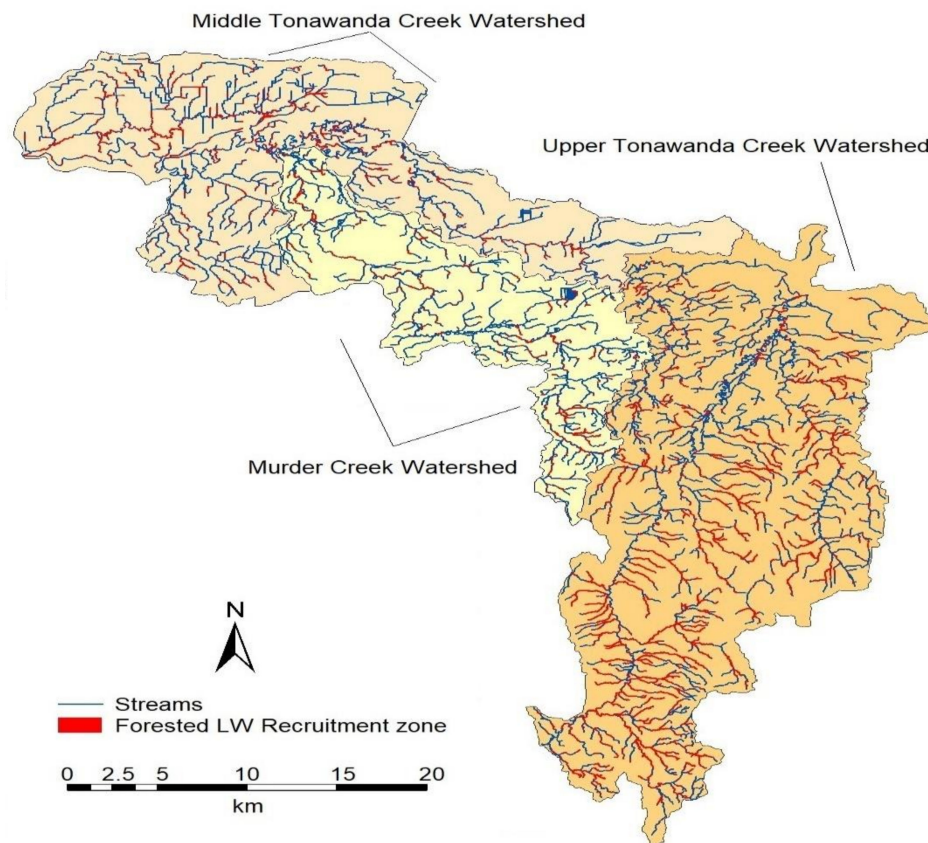 Middle Tonawanda Creek Watershed
Upper Tonawanda Creek Watershed
Murder Creek Watershed
N
Streams
Forested LW Recruitment zone
0 2.5 5 10 15 20
km